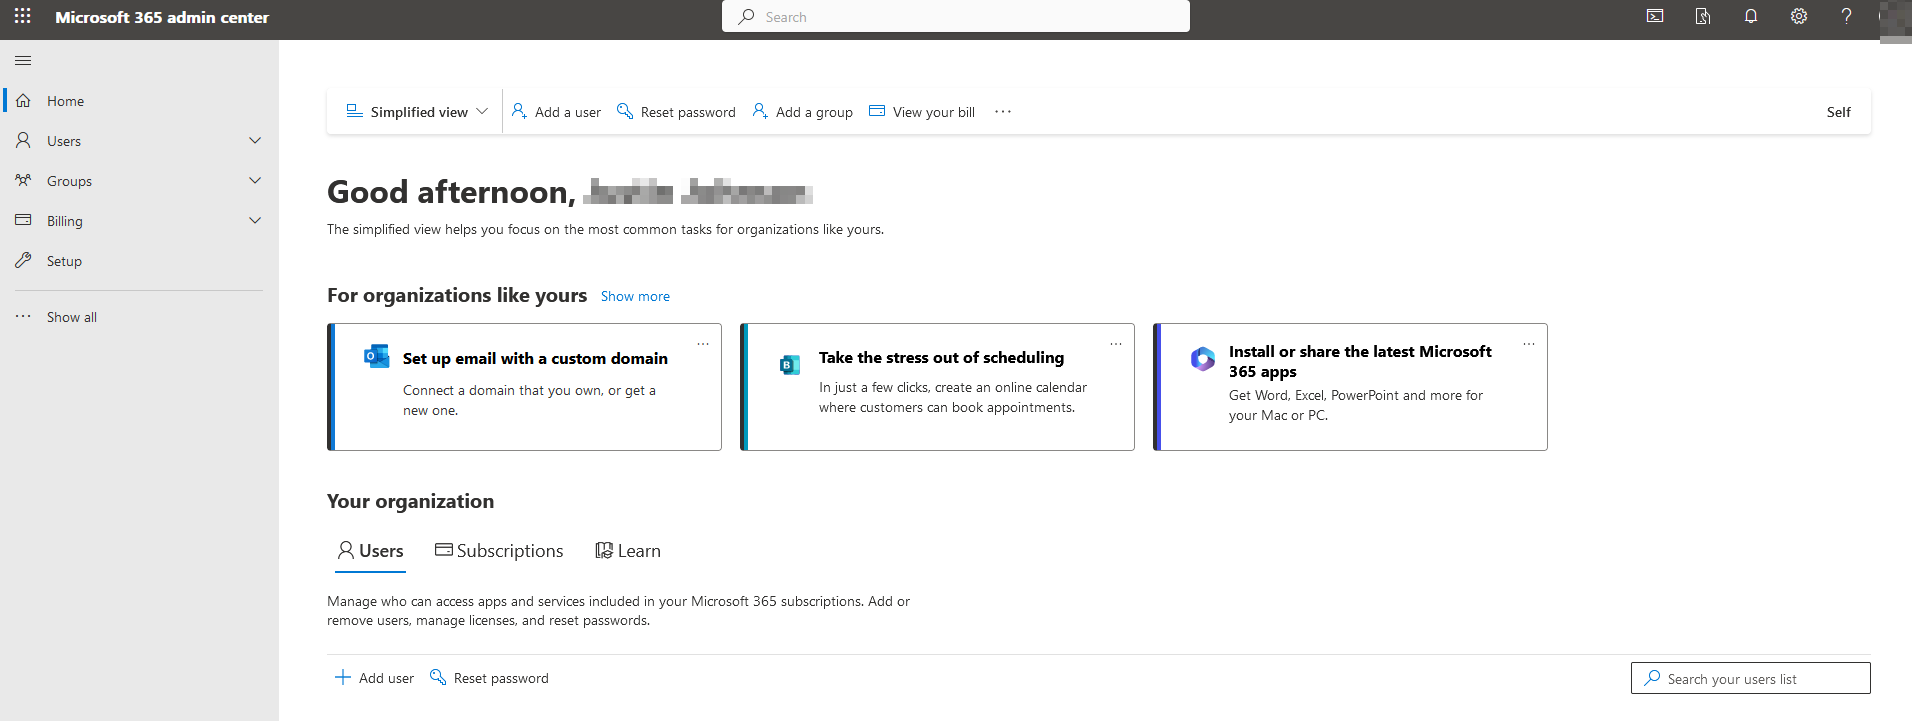 Microsoft 365 admin center
Search
Home
Users
Groups
Billing
Setup
Show all
Simplified view
Add a user
Reset password
Add a group
View your bill
Self
Good afternoon,
The simplified view helps you focus on the most common tasks for organizations like yours.
For organizations like yours Show more
Set up email with a custom domain
Connect a domain that you own, or get a
new one.
Take the stress out of scheduling
In just a few clicks, create an online calendar
where customers can book appointments.
Install or share the latest Microsoft
365 apps
Get Word, Excel, PowerPoint and more for
your Mac or PC.
Your organization
Users
Subscriptions
Learn
Manage who can access apps and services included in your Microsoft 365 subscriptions. Add or
remove users, manage licenses, and reset passwords.
Add user
Reset password
Search your users list